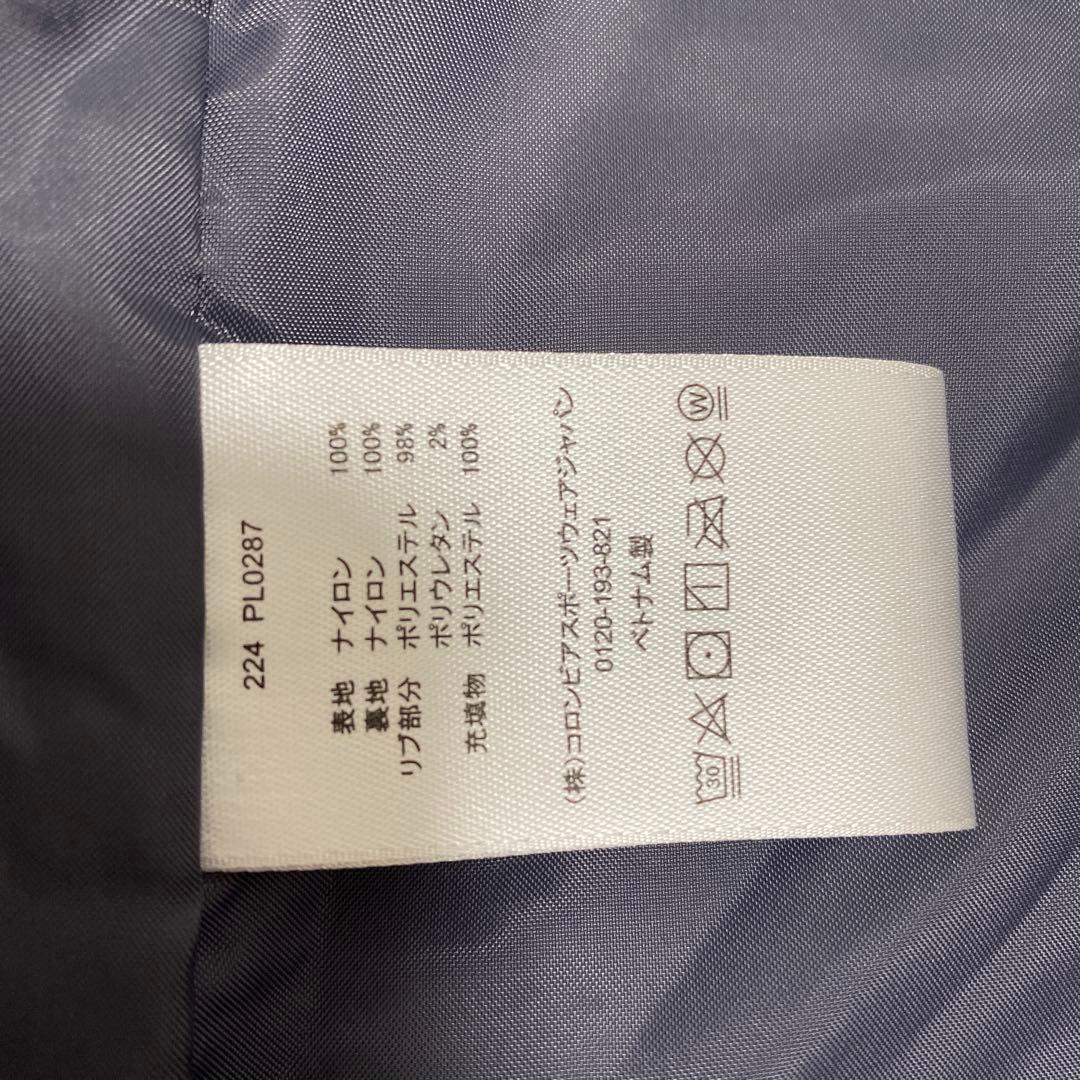 224 PL0287
表地 ナイロン 100%
裏地 ナイロン 100%
リブ部分 ポリエステル 98%
ポリウレタン 2%
充填物 ポリエステル 100%
(株)コロンビアスポーツウェアジャパン
0120-193-821
ベトナム製
30 W